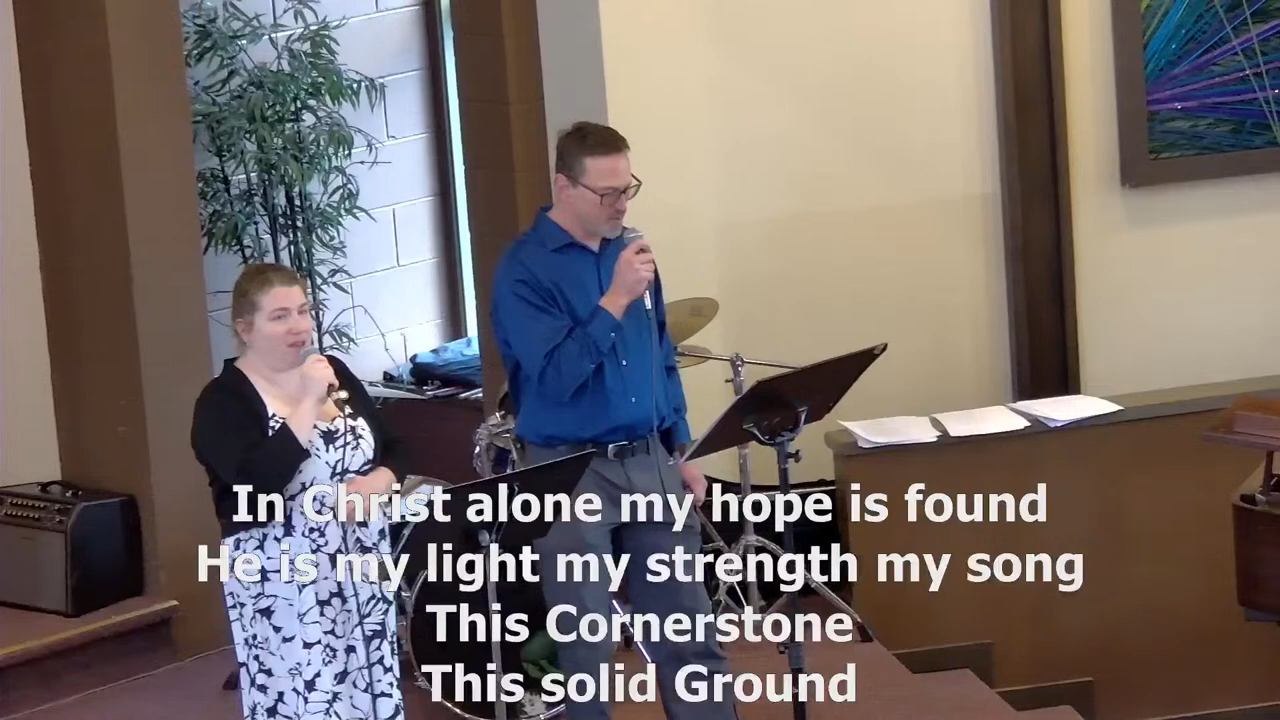 In Christ alone my hope is found
He is my light my strength my song
This Cornerstone
This solid Ground